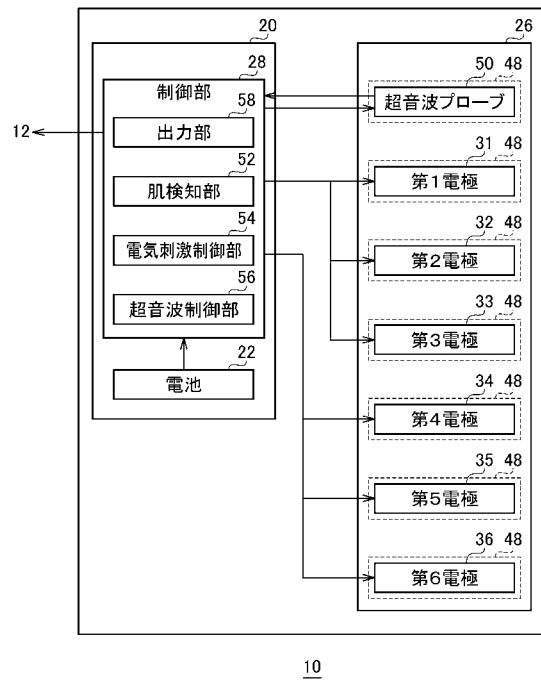 20
26
28
制御部
58
出力部
52
肌検知部
54
電気刺激制御部
56
超音波制御部
22
電池
12
50
48
超音波プローブ
31
48
第1電極
32
48
第2電極
33
48
第3電極
34
48
第4電極
35
48
第5電極
36
48
第6電極
10